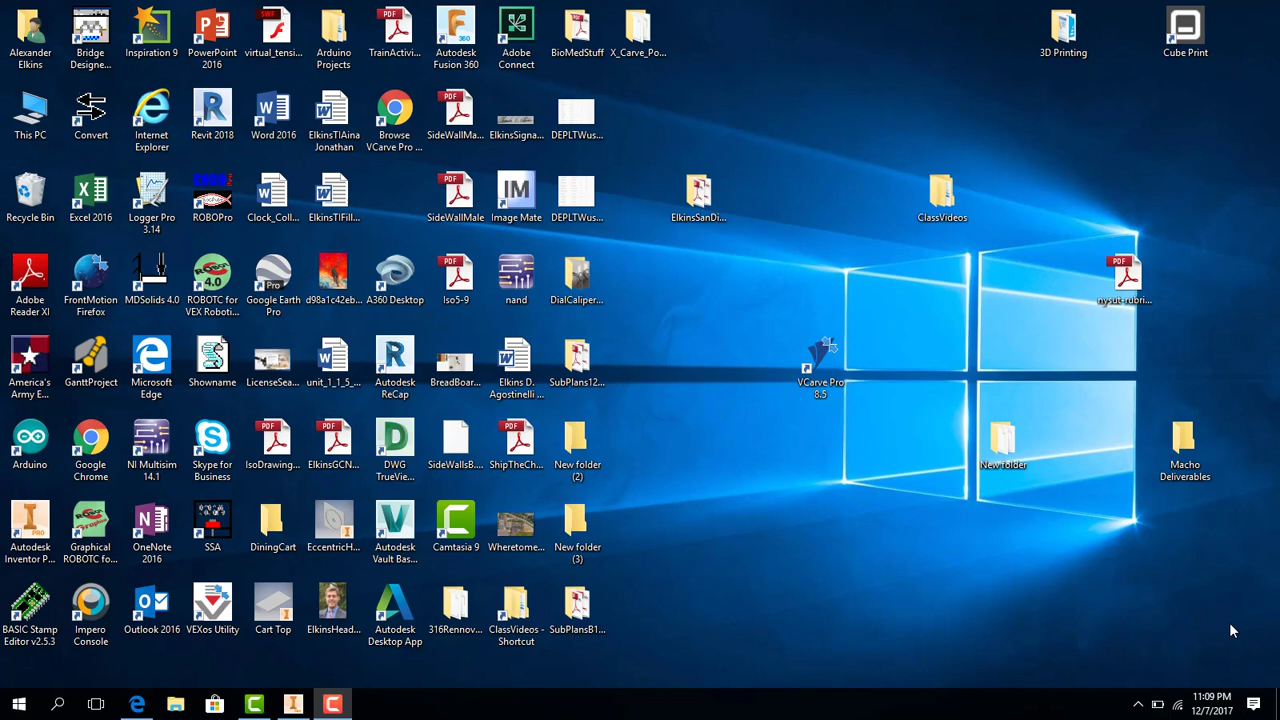 Alexander
Elkins
Bridge
Designe...
Inspiration 9
PowerPoint
2016
virtual_tensi...
Arduino
Projects
TrainActivi...
Autodesk
Fusion 360
Adobe
Connect
BioMedStuff
X_Carve_Po...
3D Printing
Cube Print
This PC
Convert
Internet
Explorer
Revit 2018
Word 2016
ElkinsTIAina
Jonathan
Browse
VCarve Pro ...
SideWallMa...
ElkinsSigna...
DEPLTWus...
Recycle Bin
Excel 2016
Logger Pro
3.14
ROBOPro
Clock_Coll...
ElkinsTIFill...
SideWallMale
Image Mate
DEPLTWus...
ElkinsSanDi...
ClassVideos
Adobe
Reader XI
FrontMotion
Firefox
MDSolids 4.0
ROBOTC for
VEX Roboti...
Google Earth
Pro
d98a1c42eb...
A360 Desktop
Iso5-9
nand
DialCaliper...
nysut-rubri...
America's
Army E...
GanttProject
Microsoft
Edge
Showname
LicenseSea...
unit_1_1_5_...
Autodesk
ReCap
BreadBoar...
Elkins D.
Agostinelli ...
SubPlans12...
VCarve Pro
8.5
Arduino
Google
Chrome
NI Multisim
14.1
Skype for
Business
IsoDrawing...
ElkinsGCN...
DWG
TrueVie...
SideWallsB...
ShipTheCh...
New folder
(2)
New folder
Macho
Deliverables
Autodesk
Inventor P...
Graphical
ROBOTC fo...
OneNote
2016
SSA
DiningCart
EccentricH...
Autodesk
Vault Bas...
Camtasia 9
Wheretome...
New folder
(3)
BASIC Stamp
Editor v2.5.3
Impero
Console
Outlook 2016
VEXos Utility
Cart Top
ElkinsHead...
Autodesk
Desktop App
316Rennov...
ClassVideos -
Shortcut
SubPlansB1...
11:09 PM
12/7/2017